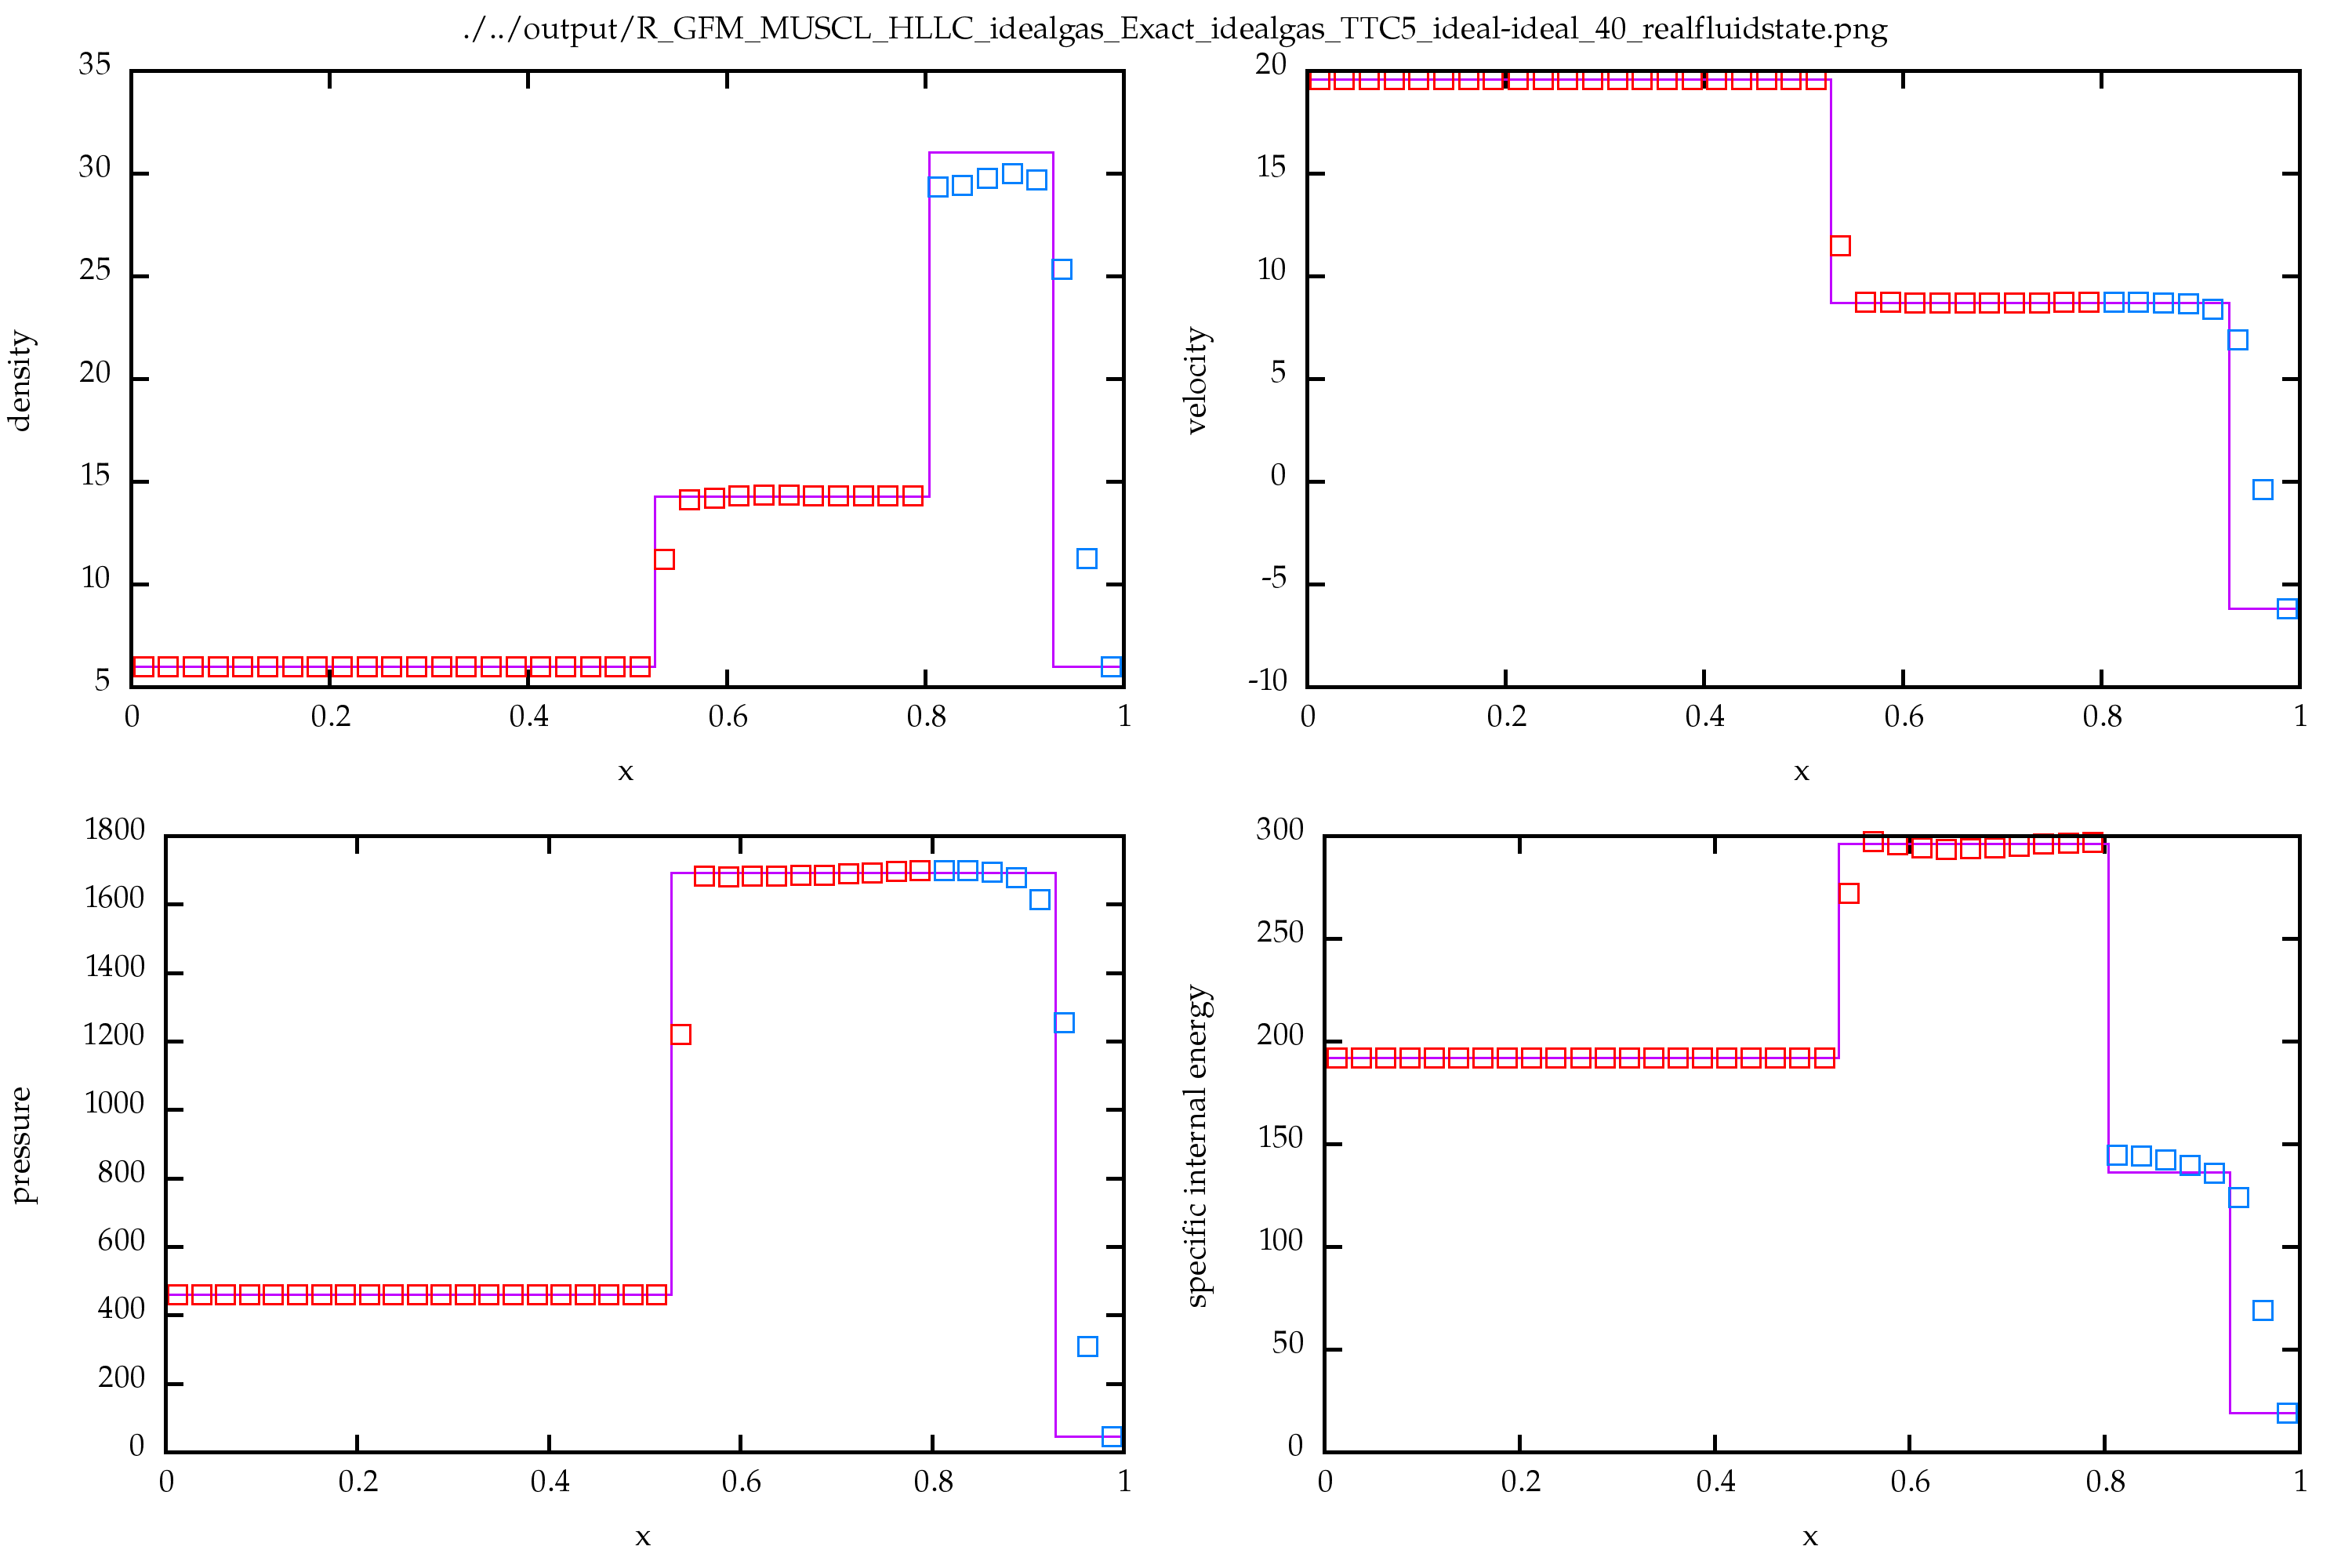 ./../output/R_GFM_MUSCL_HLLC_idealgas_Exact_idealgas_TTC5_ideal-ideal_40_realfluidstate.png
35
30
25
20
15
10
5
density
0 0.2 0.4 0.6 0.8 1
x
20
15
10
5
0
-5
-10
velocity
0 0.2 0.4 0.6 0.8 1
x
1800
1600
1400
1200
1000
800
600
400
200
0
pressure
0 0.2 0.4 0.6 0.8 1
x
300
250
200
150
100
50
0
specific internal energy
0 0.2 0.4 0.6 0.8 1
x